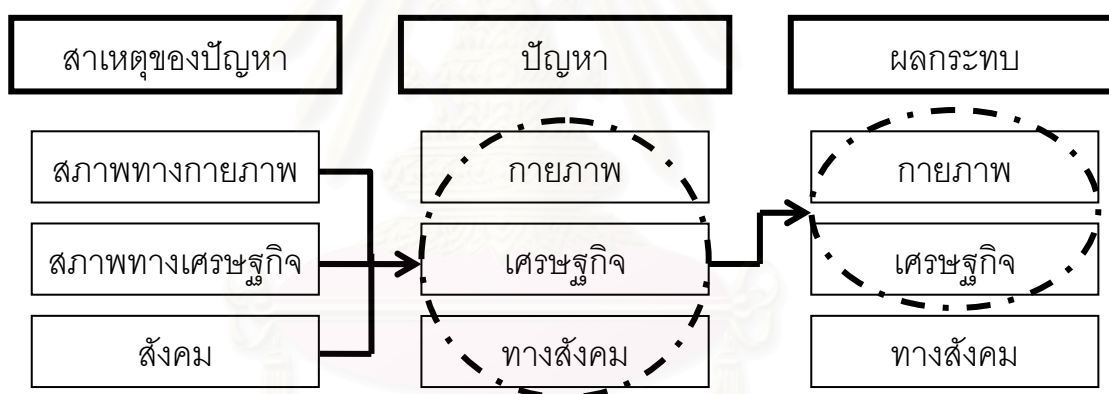 สาเหตุของปัญหา
ปัญหา
ผลกระทบ
สภาพทางกายภาพ
กายภาพ
กายภาพ
สภาพทางเศรษฐกิจ
เศรษฐกิจ
เศรษฐกิจ
สังคม
ทางสังคม
ทางสังคม